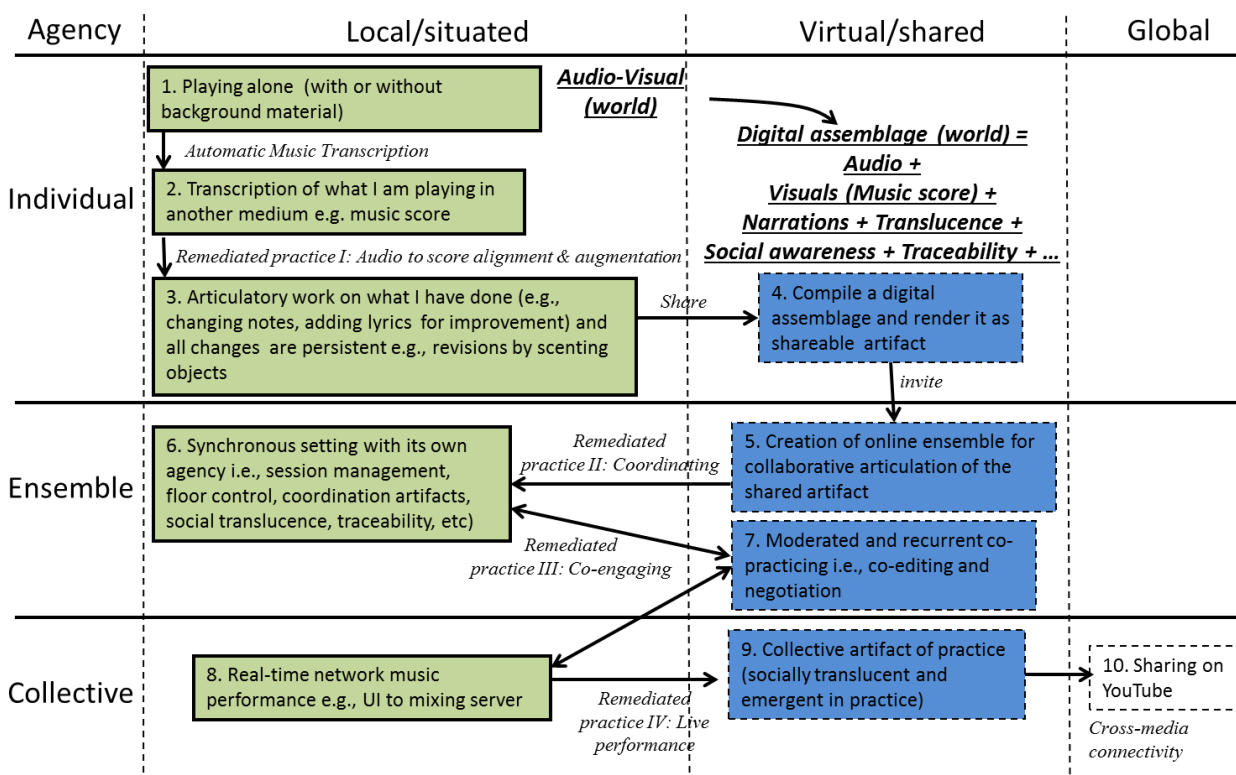 Agency
Local/situated
Virtual/shared
Global
Individual
1. Playing alone (with or without
background material)
Audio-Visual
(world)
Digital assemblage (world) =
Audio +
Visuals (Music score) +
Narrations + Translucence +
Social awareness + Traceability + ...
Automatic Music Transcription
2. Transcription of what I am playing in
another medium e.g. music score
Remediated practice I: Audio to score alignment & augmentation
3. Articulatory work on what I have done (e.g.,
changing notes, adding lyrics for improvement) and
all changes are persistent e.g., revisions by scenting
objects
Share
4. Compile a digital
assemblage and render it as
shareable artifact
invite
Ensemble
6. Synchronous setting with its own
agency i.e., session management,
floor control, coordination artifacts,
social translucence, traceability, etc)
Remediated
practice II: Coordinating
5. Creation of online ensemble for
collaborative articulation of the
shared artifact
Remediated
practice III: Co-engaging
7. Moderated and recurrent co-
practicing i.e., co-editing and
negotiation
Collective
8. Real-time network music
performance e.g., UI to mixing server
Remediated
practice IV: Live
performance
9. Collective artifact of practice
(socially translucent and
emergent in practice)
10. Sharing on
YouTube
Cross-media
connectivity